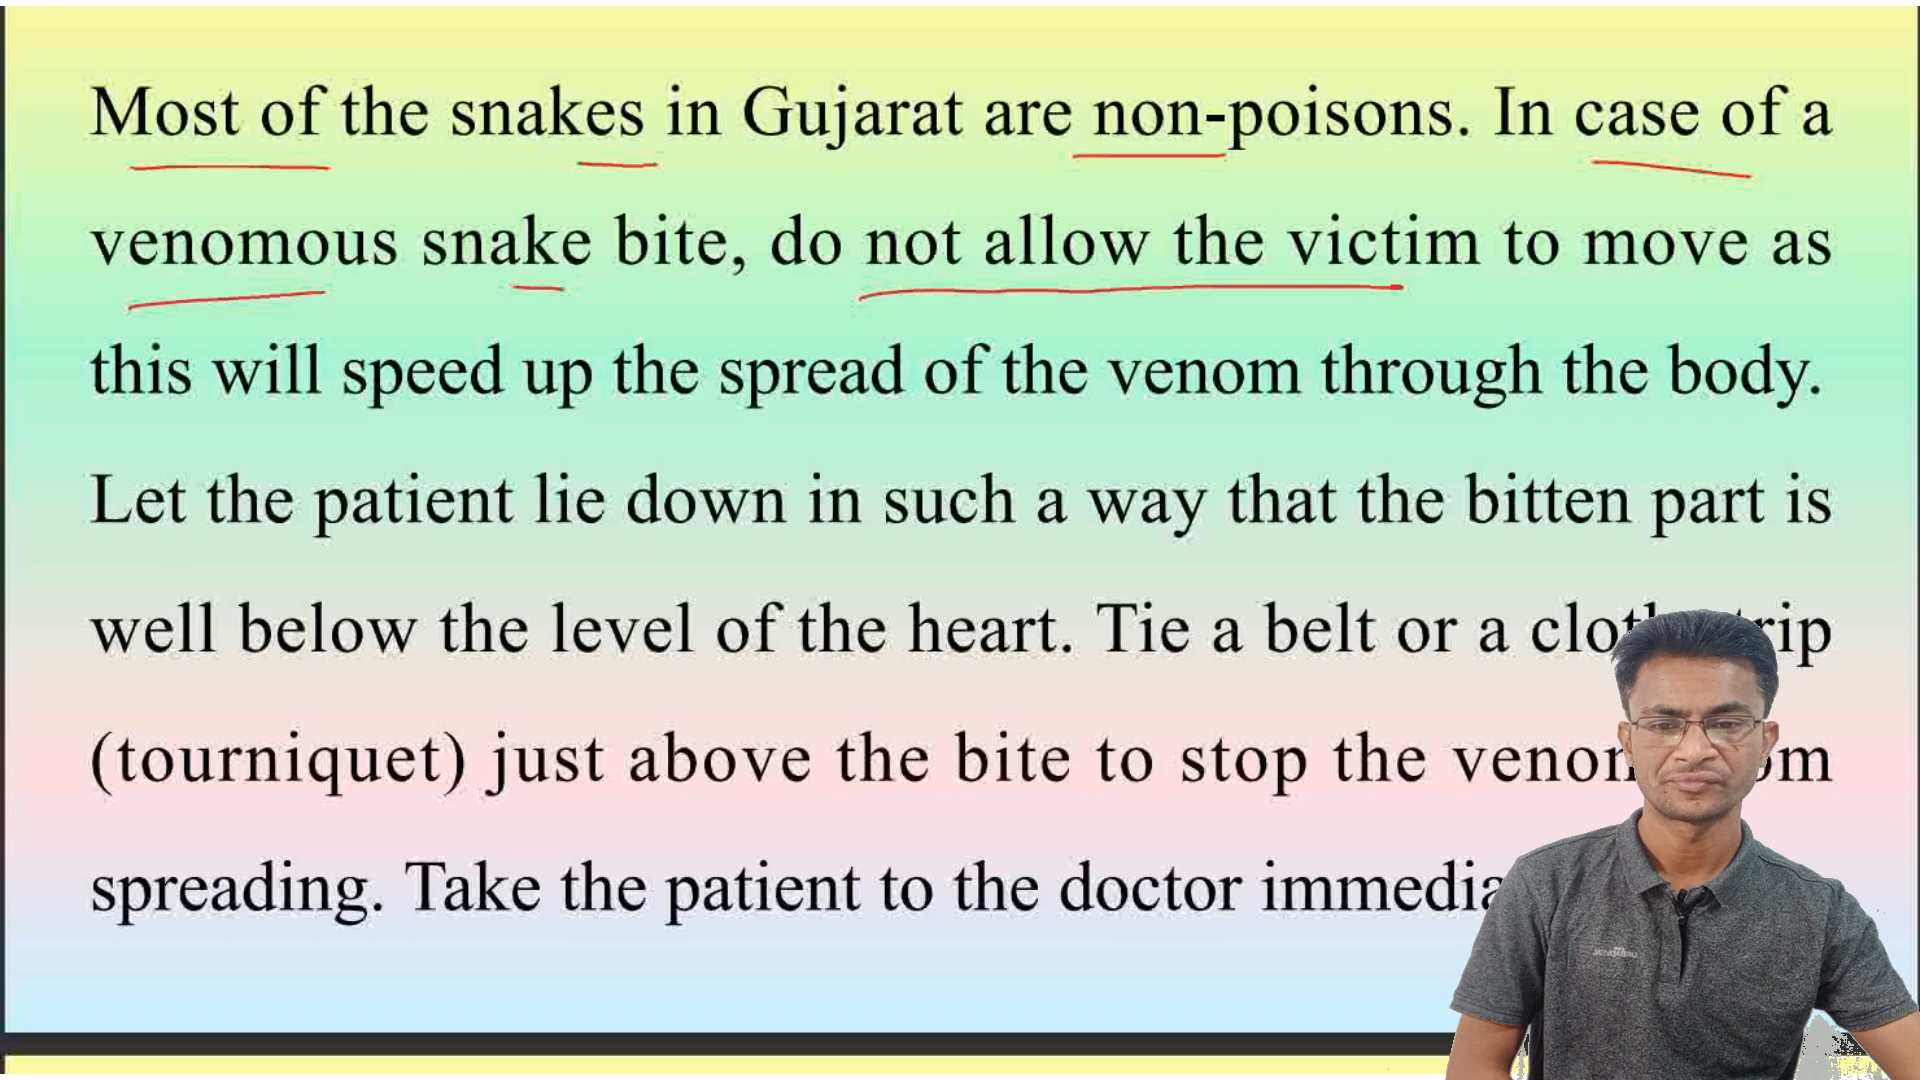 Most of the snakes in Gujarat are non-poisons. In case of a
venomous snake bite, do not allow the victim to move as
this will speed up the spread of the venom through the body.
Let the patient lie down in such a way that the bitten part is
well below the level of the heart. Tie a belt or a
(tourniquet) just above the bite to stop the
spreading. Take the patient to the doctor